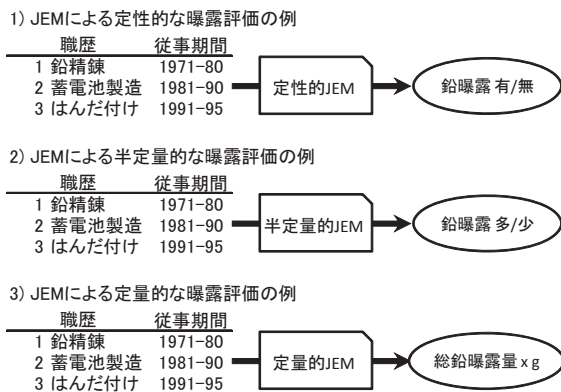 1) JEMによる定性的な曝露評価の例
職歴 従事期間
1 鉛精錬 1971-80
2 蓄電池製造 1981-90
3 はんだ付け 1991-95
定性的JEM
鉛曝露 有/無
2) JEMによる半定量的な曝露評価の例
職歴 従事期間
1 鉛精錬 1971-80
2 蓄電池製造 1981-90
3 はんだ付け 1991-95
半定量的JEM
鉛曝露 多/少
3) JEMによる定量的な曝露評価の例
職歴 従事期間
1 鉛精錬 1971-80
2 蓄電池製造 1981-90
3 はんだ付け 1991-95
定量的JEM
総鉛曝露量 x g